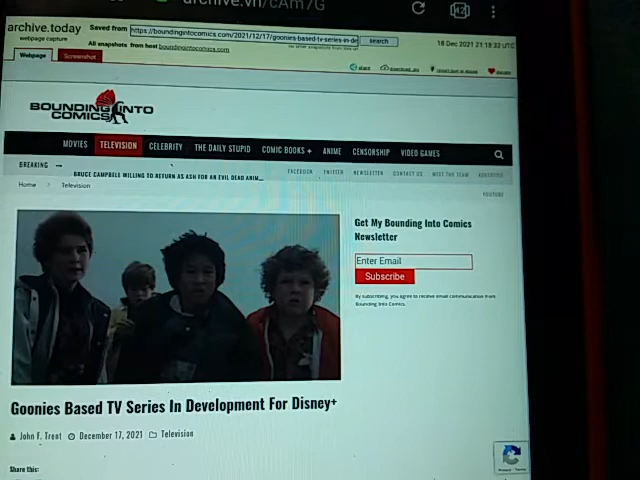 archive.vn/cAm7G
42
archive.today
webpage capture
Saved from
https://boundingintocomics.com/2021/12/17/goonies-based-tv-series-in-de
search
18 Dec 2021 21:18:32 UTC
All snapshots from host boundingintocomics.com
Webpage
Screenshot
share
download .zip
report bug or abuse
donate
BOUNDING INTO
COMICS
MOVIES TELEVISION CELEBRITY THE DAILY STUPID COMIC BOOKS + ANIME CENSORSHIP VIDEO GAMES
BREAKING →
BRUCE CAMPBELL WILLING TO RETURN AS ASH FOR AN EVIL DEAD ANIM...
FACEBOOK TWITTER NEWSLETTER CONTACT US MEET THE TEAM ADVERTISE
YOUTUBE
Home > Television
Get My Bounding Into Comics
Newsletter
Enter Email
Subscribe
By subscribing, you agree to receive email communication from
Bounding Into Comics.
Goonies Based TV Series In Development For Disney+
John F. Trent December 17, 2021 Television
Share this:
Privacy - Terms